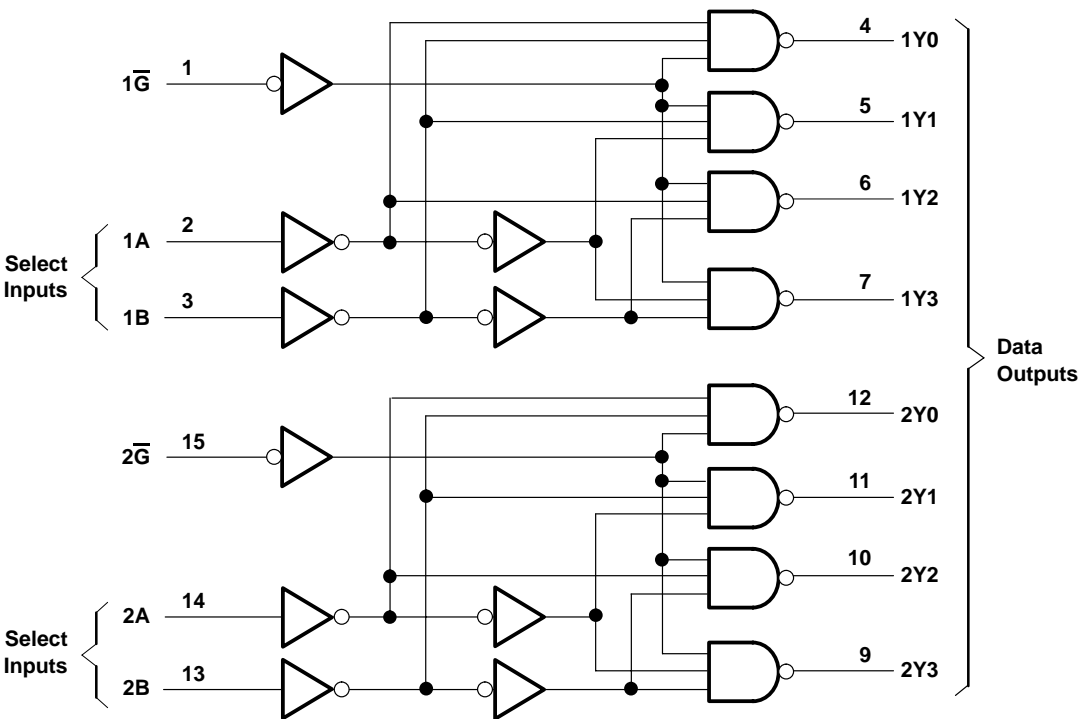 4
1Y0
1G̅ 1
5
1Y1
6
1Y2
2
1A
Select
Inputs
3
1B
7
1Y3
Data
Outputs
12
2Y0
2G̅ 15
11
2Y1
10
2Y2
14
2A
Select
Inputs
13
2B
9
2Y3